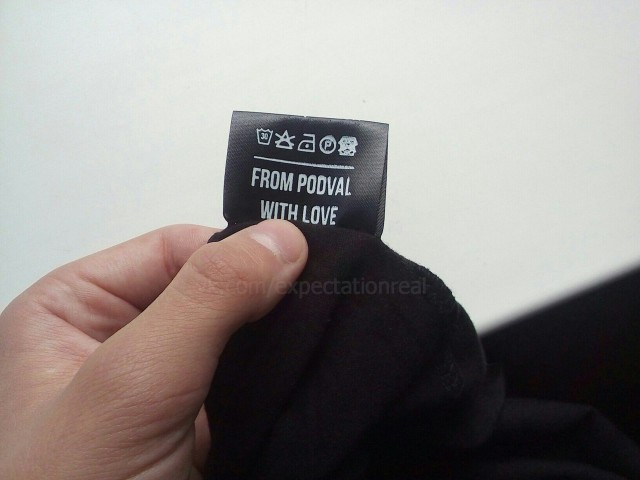 30
P
FROM PODVAL
WITH LOVE
.com/expectationreal